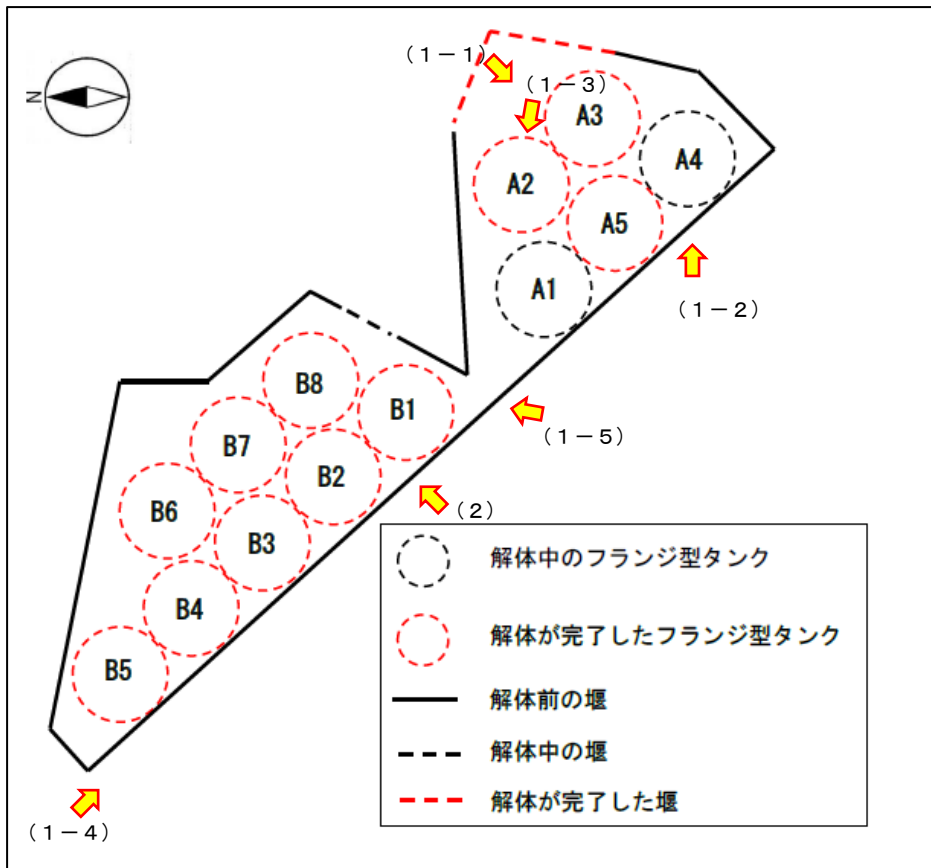 （１－１）
（１－３）
N
A3
A4
A2
A5
A1
（１－２）
B8
B1
（１－５）
B7
B2
B6
（２）
B3
B4
B5
（１－４）
解体中のフランジ型タンク
解体が完了したフランジ型タンク
解体前の堰
解体中の堰
解体が完了した堰